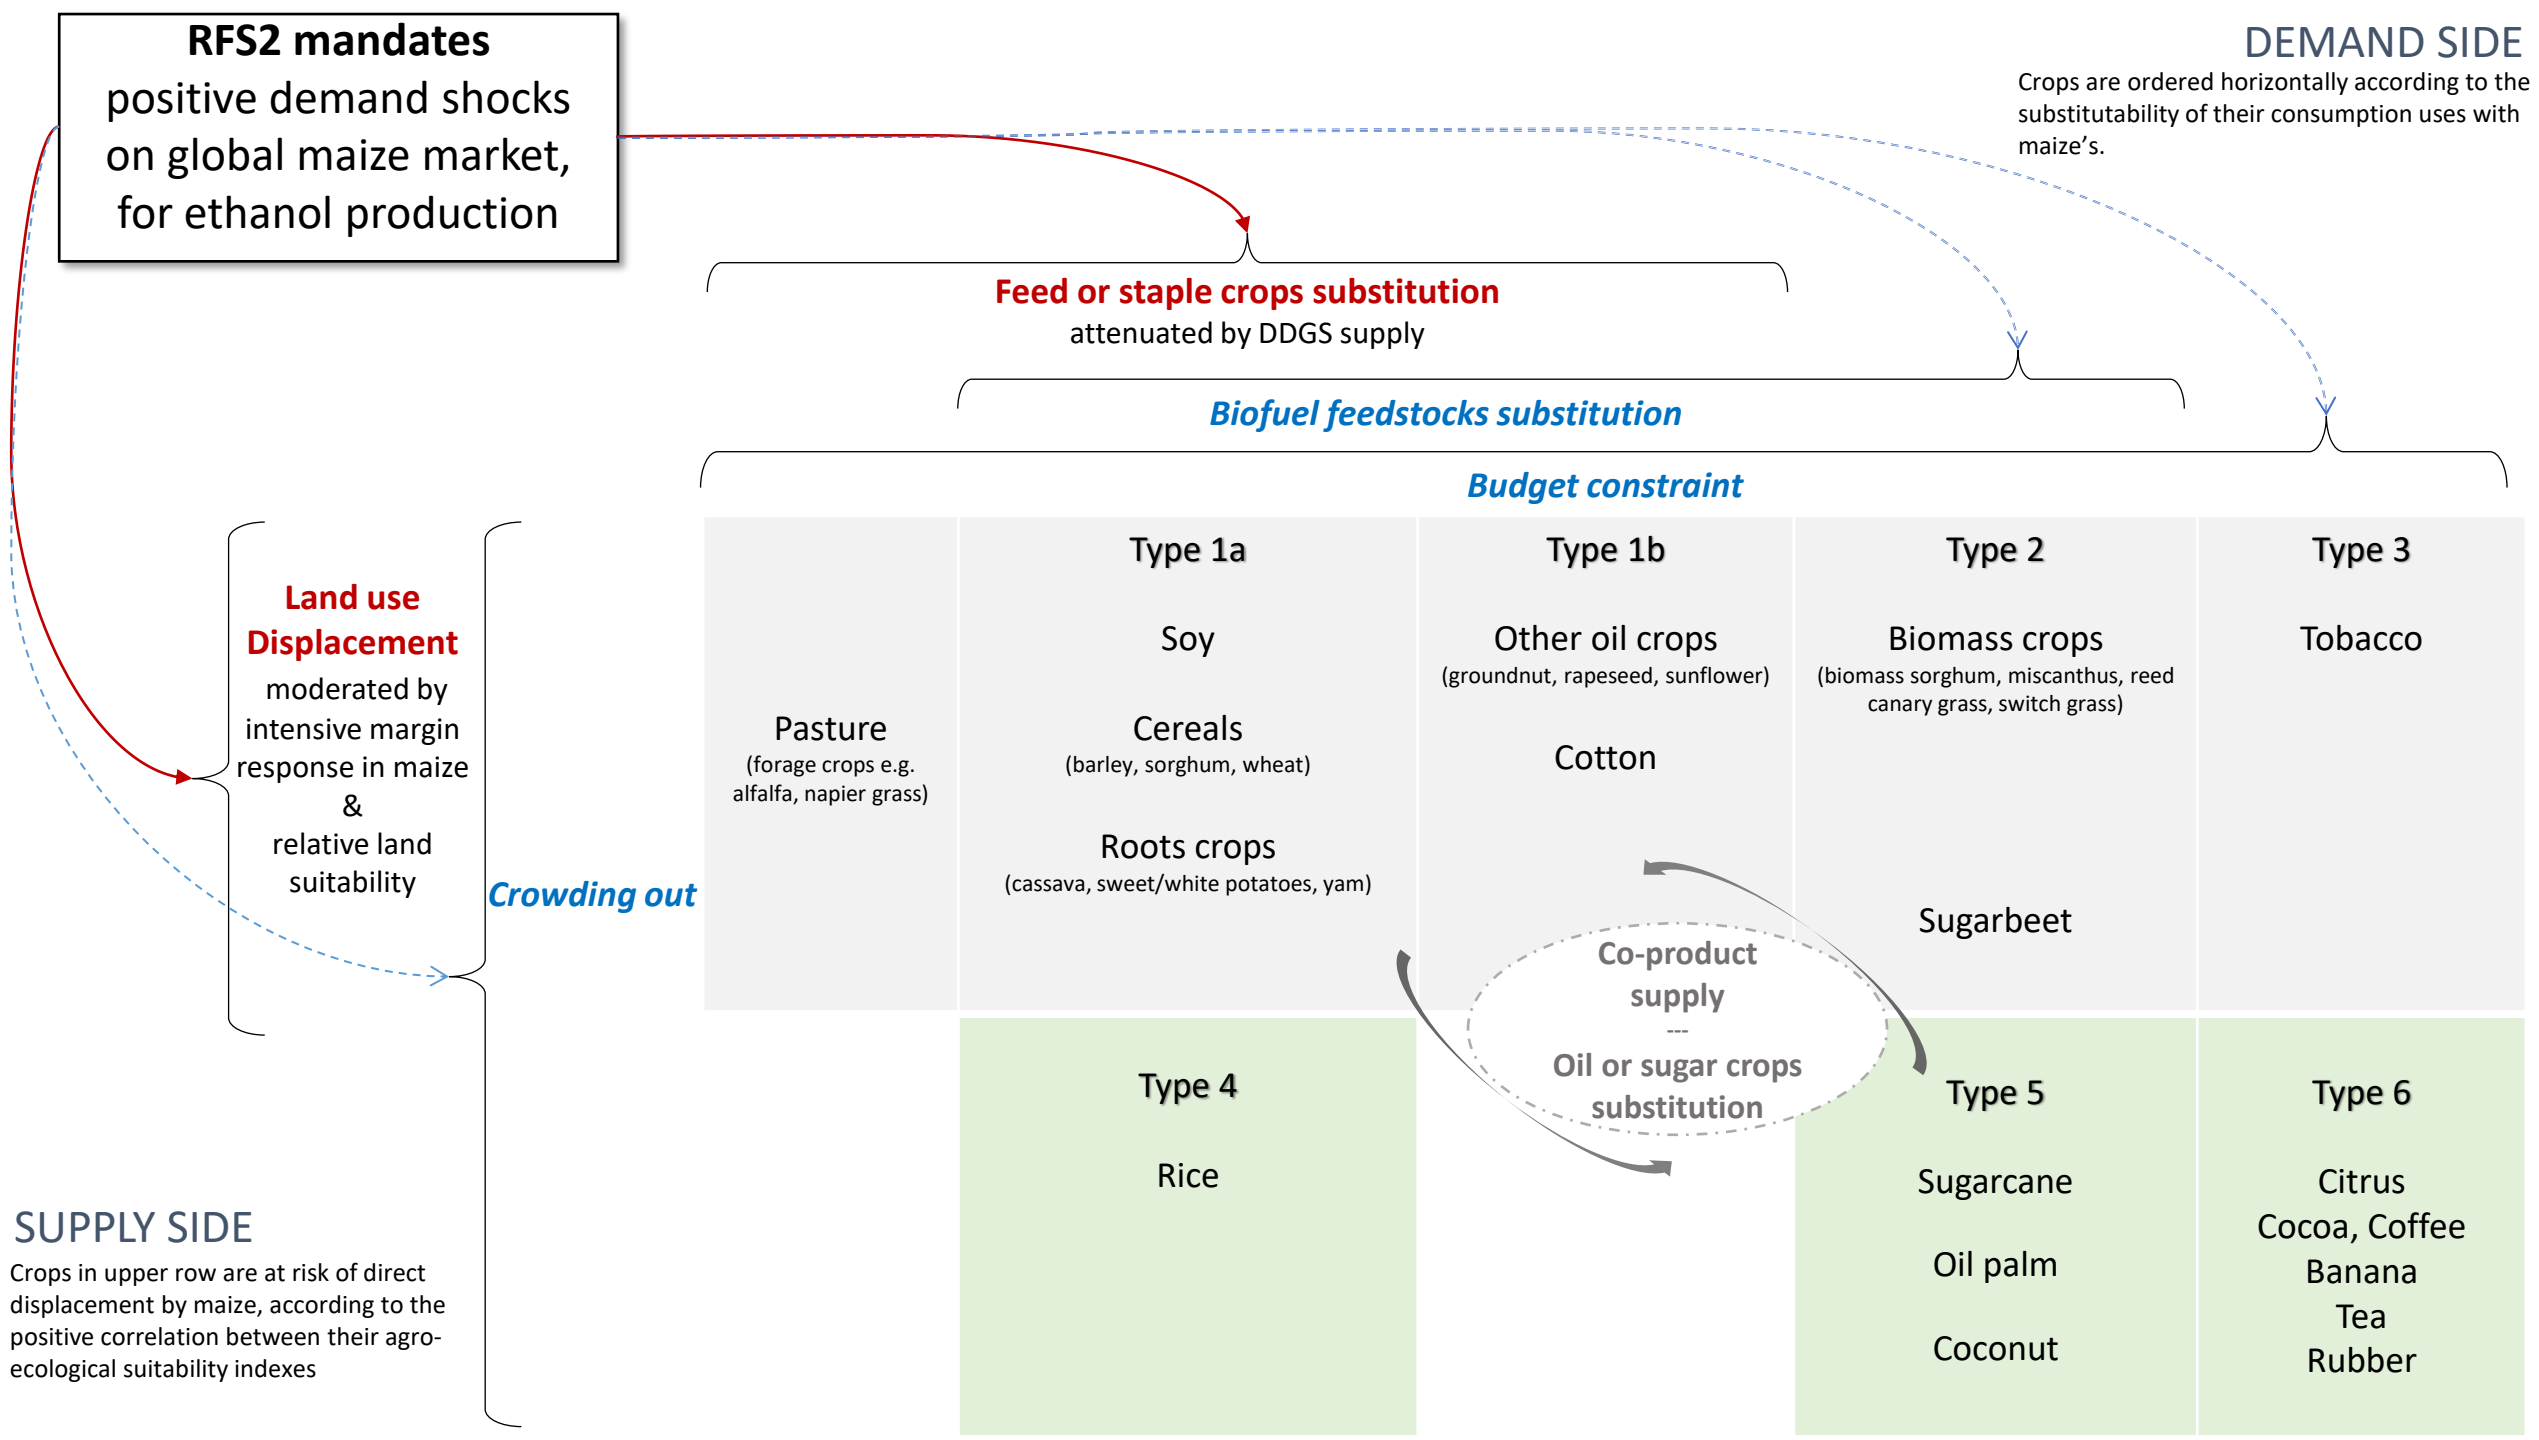 RFS2 mandates
positive demand shocks
on global maize market,
for ethanol production
DEMAND SIDE
Crops are ordered horizontally according to the
substitutability of their consumption uses with
maize's.
Feed or staple crops substitution
attenuated by DDGS supply
Biofuel feedstocks substitution
Budget constraint
Land use
Displacement
moderated by
intensive margin
response in maize
&
relative land
suitability
Crowding out
Pasture
(forage crops e.g.
alfalfa, napier grass)
Type 1a
Soy
Cereals
(barley, sorghum, wheat)
Roots crops
(cassava, sweet/white potatoes, yam)
Type 1b
Other oil crops
(groundnut, rapeseed, sunflower)
Cotton
Type 2
Biomass crops
(biomass sorghum, miscanthus, reed
canary grass, switch grass)
Sugarbeet
Type 3
Tobacco
Co-product
supply
---
Oil or sugar crops
substitution
Type 4
Rice
Type 5
Sugarcane
Oil palm
Coconut
Type 6
Citrus
Cocoa, Coffee
Banana
Tea
Rubber
SUPPLY SIDE
Crops in upper row are at risk of direct
displacement by maize, according to the
positive correlation between their agro-
ecological suitability indexes